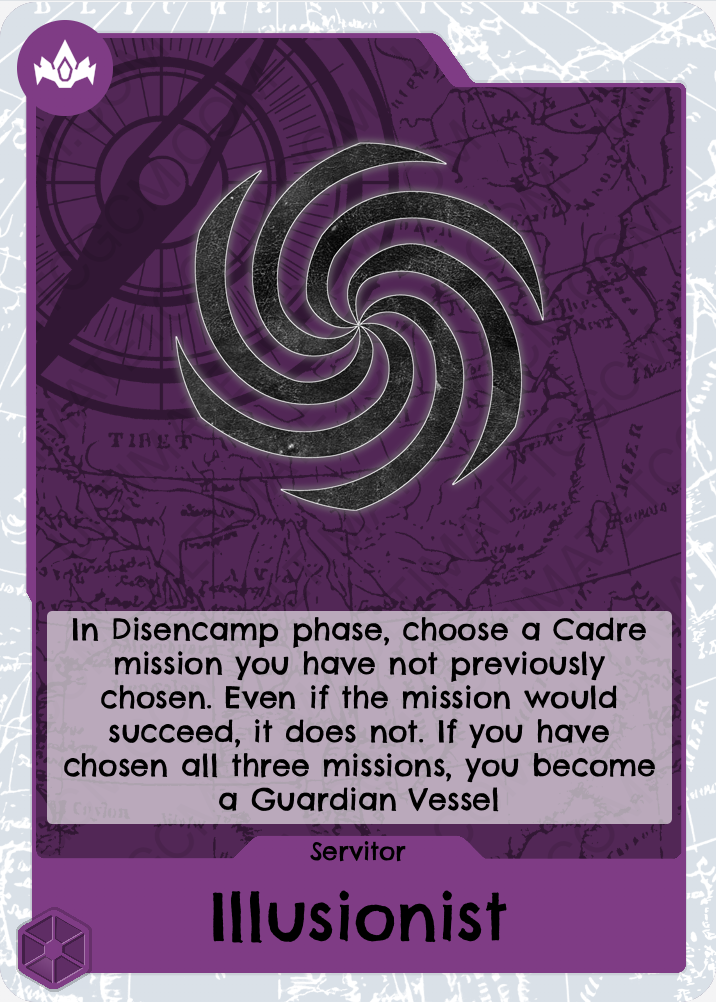 TIBET
In Disencamp phase, choose a Cadre
mission you have not previously
chosen. Even if the mission would
succeed, it does not. If you have
chosen all three missions, you become
a Guardian Vessel
Servitor
Illusionist